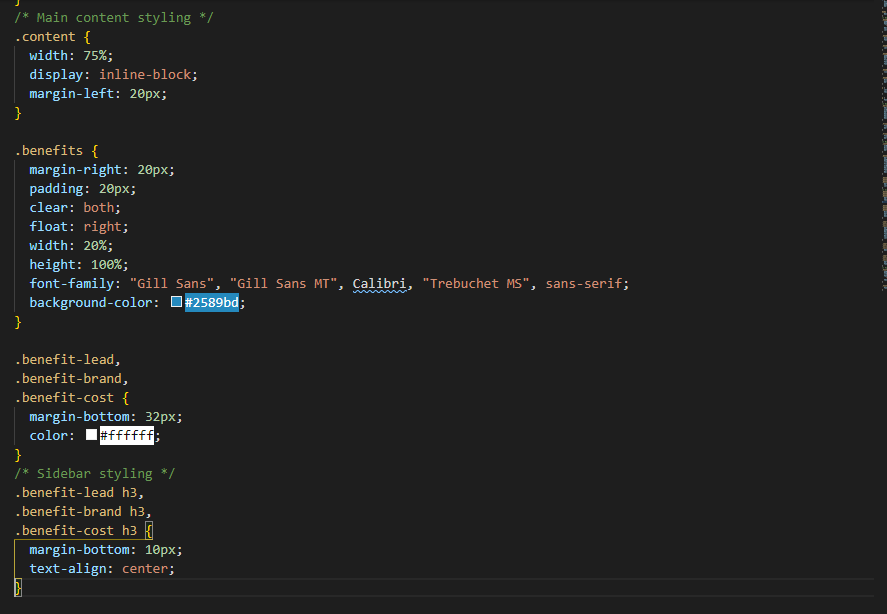 }
/* Main content styling */
.content {
  width: 75%;
  display: inline-block;
  margin-left: 20px;
}

.benefits {
  margin-right: 20px;
  padding: 20px;
  clear: both;
  float: right;
  width: 20%;
  height: 100%;
  font-family: "Gill Sans", "Gill Sans MT", Calibri, "Trebuchet MS", sans-serif;
  background-color: #2589bd;
}

.benefit-lead,
.benefit-brand,
.benefit-cost {
  margin-bottom: 32px;
  color: #ffffff;
}
/* Sidebar styling */
.benefit-lead h3,
.benefit-brand h3,
.benefit-cost h3 {
  margin-bottom: 10px;
  text-align: center;
}